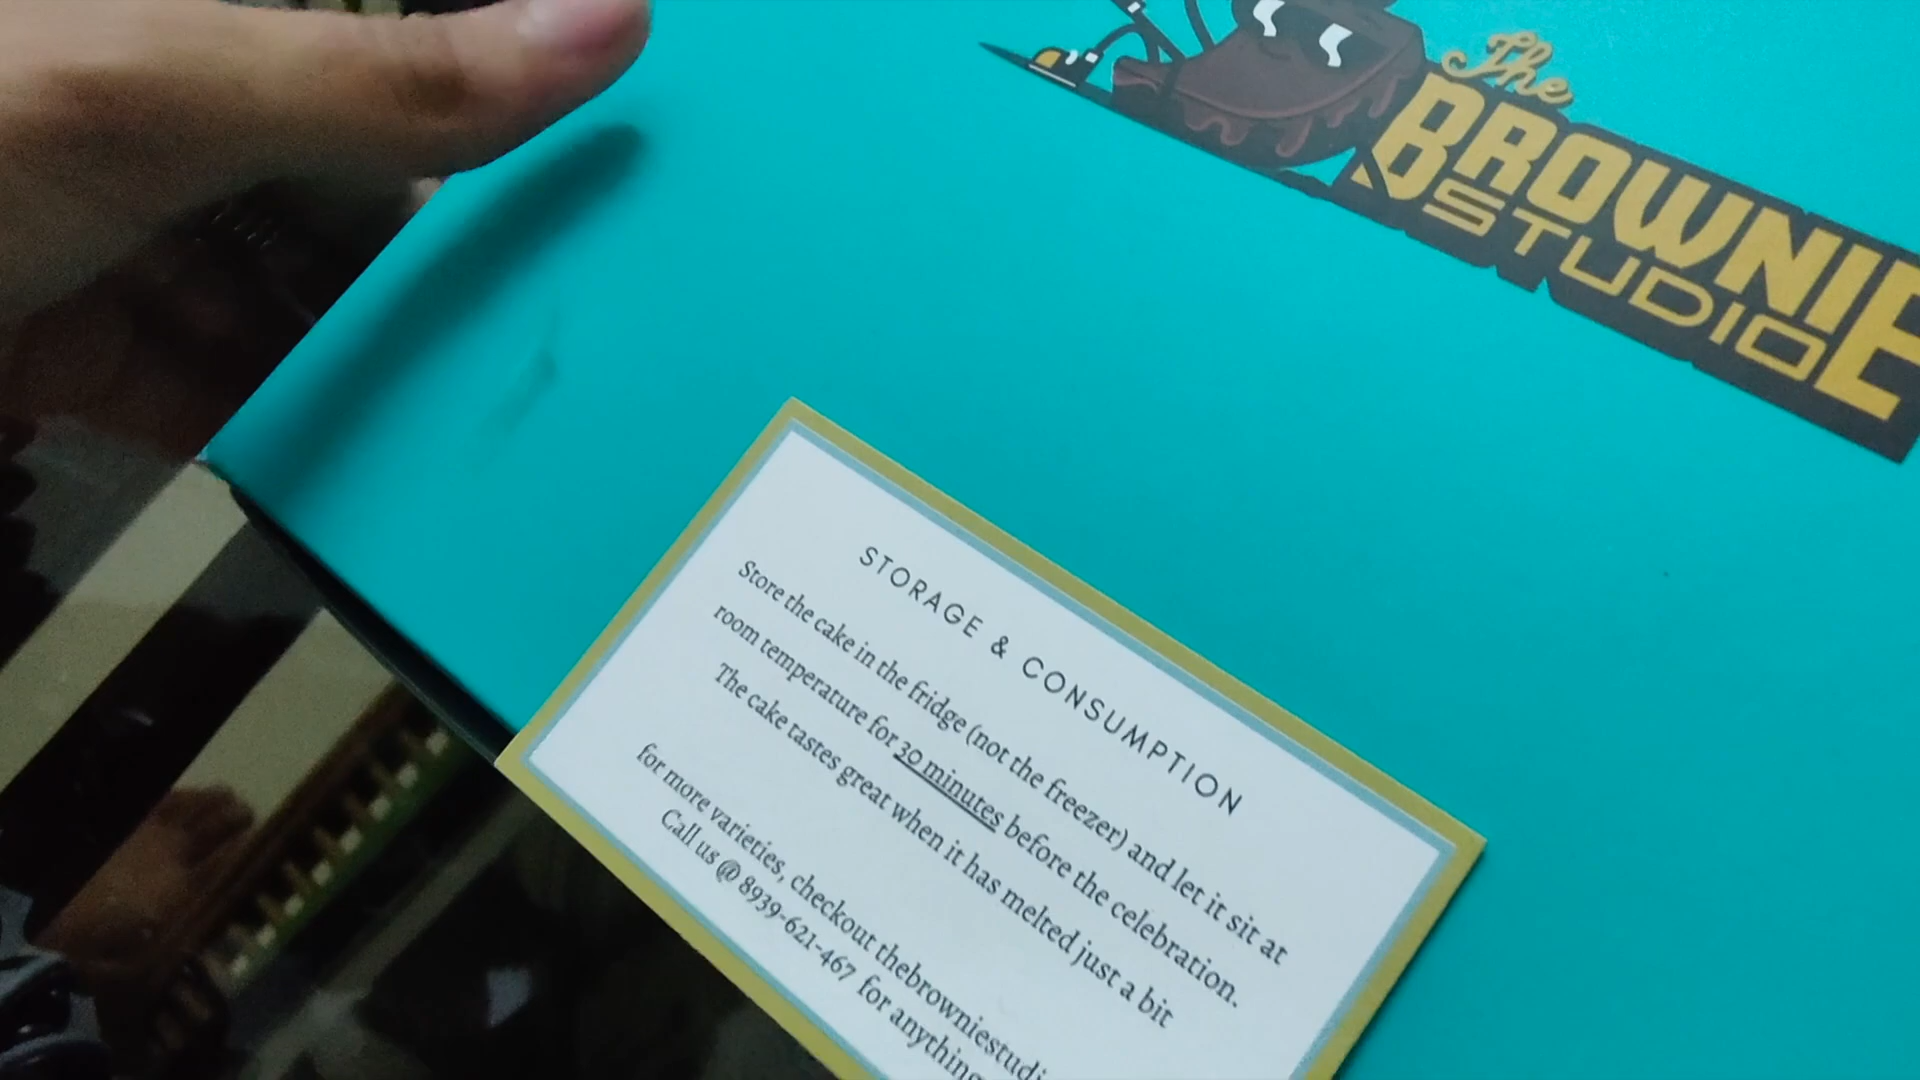 The
BROWNIE
STUDIO
STORAGE & CONSUMPTION
Store the cake in the fridge (not the freezer) and let it sit at
room temperature for 30 minutes before the celebration.
The cake tastes great when it has melted just a bit
for more varieties, checkout thebrowniestudi
Call us @ 8939-621-467 for anything